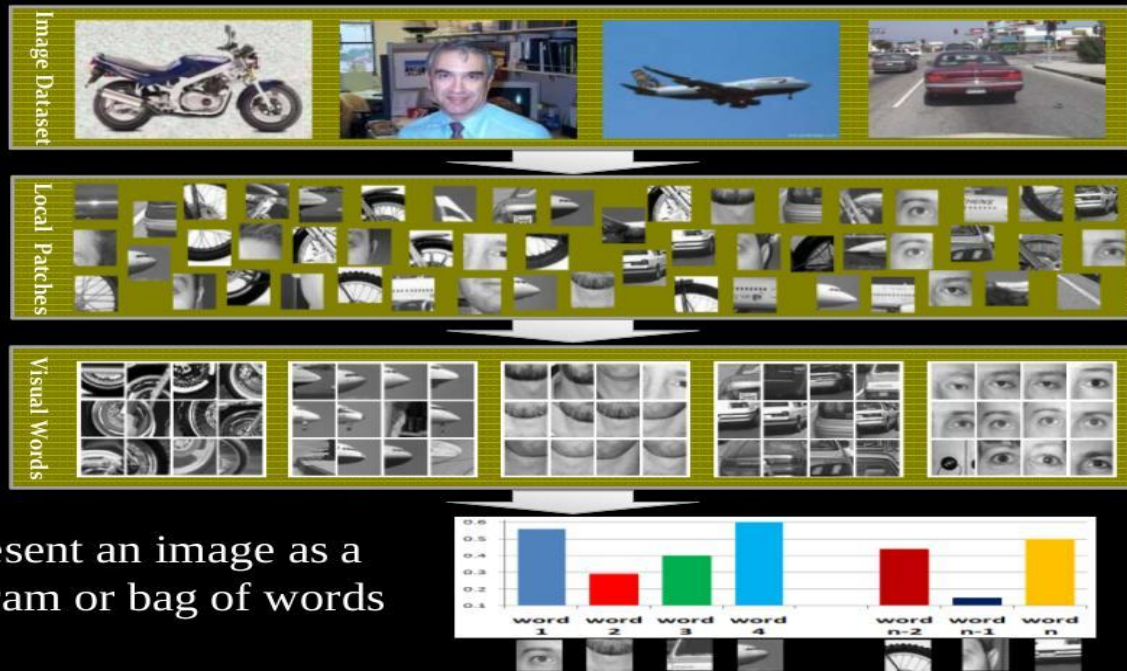 Image Dataset
Local Patches
Visual Words
esent an image as a
ram or bag of words
0.6
0.5
0.4
0.3
0.2
0.1
word 1
word 2
word 3
word 4
word n-2
word n-1
word n